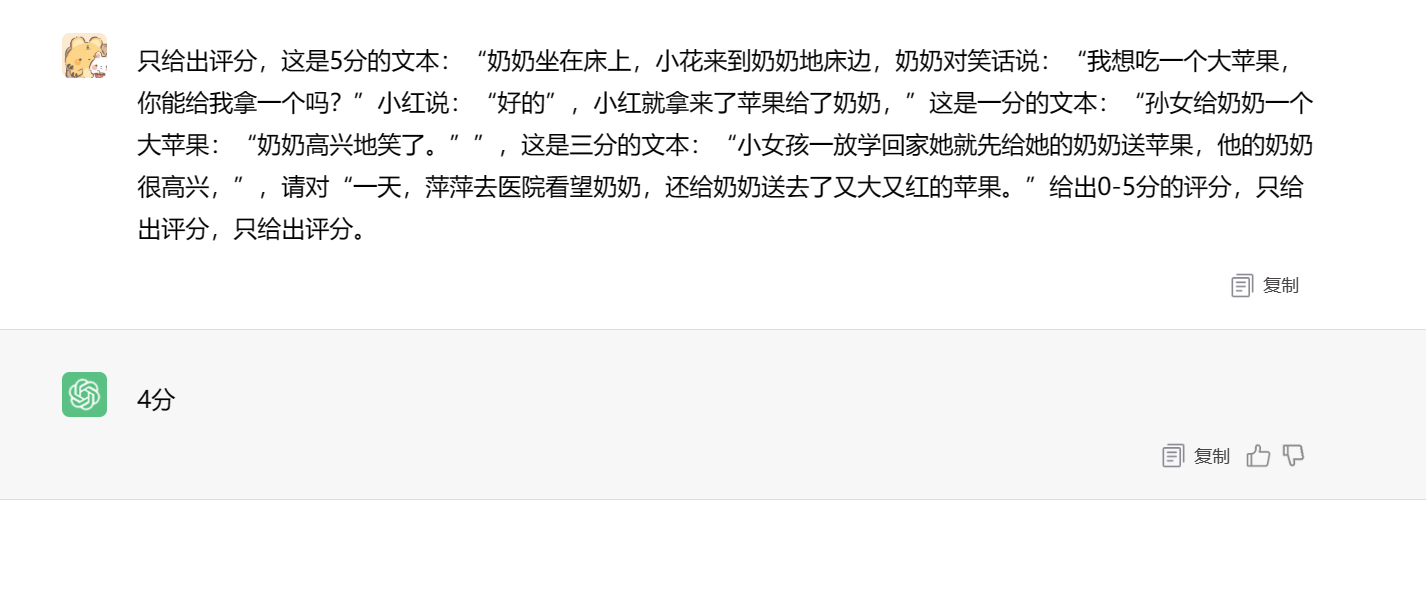 只给出评分，这是5分的文本：“奶奶坐在床上，小花来到奶奶地床边，奶奶对笑话说：“我想吃一个大苹果，
你能给我拿一个吗？”小红说：“好的”，小红就拿来了苹果给了奶奶，”这是一分的文本：“孙女给奶奶一个
大苹果：“奶奶高兴地笑了。””，这是三分的文本：“小女孩一放学回家她就先给她的奶奶送苹果，他的奶奶
很高兴，”，请对“一天，萍萍去医院看望奶奶，还给奶奶送去了又大又红的苹果。”给出0-5分的评分，只给
出评分，只给出评分。
复制
4分
复制